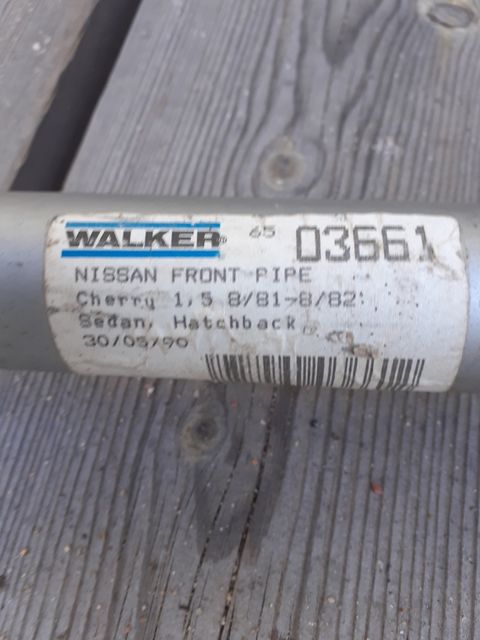 WALKER® 65 03661
NISSAN FRONT PIPE
Cherry 1,5 8/81-8/82
Sedan, Hatchback
30/05/90